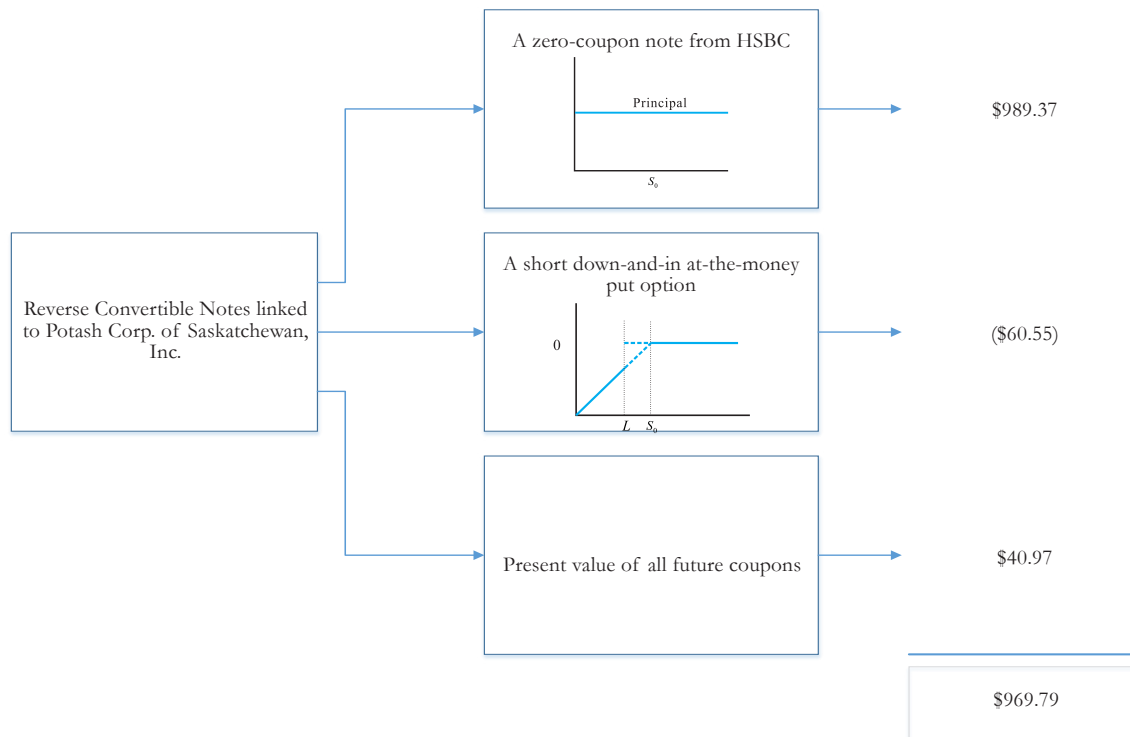 A zero-coupon note from HSBC
Principal
S₀
$989.37
Reverse Convertible Notes linked
to Potash Corp. of Saskatchewan,
Inc.
A short down-and-in at-the-money
put option
0
L S₀
($60.55)
Present value of all future coupons
$40.97
$969.79